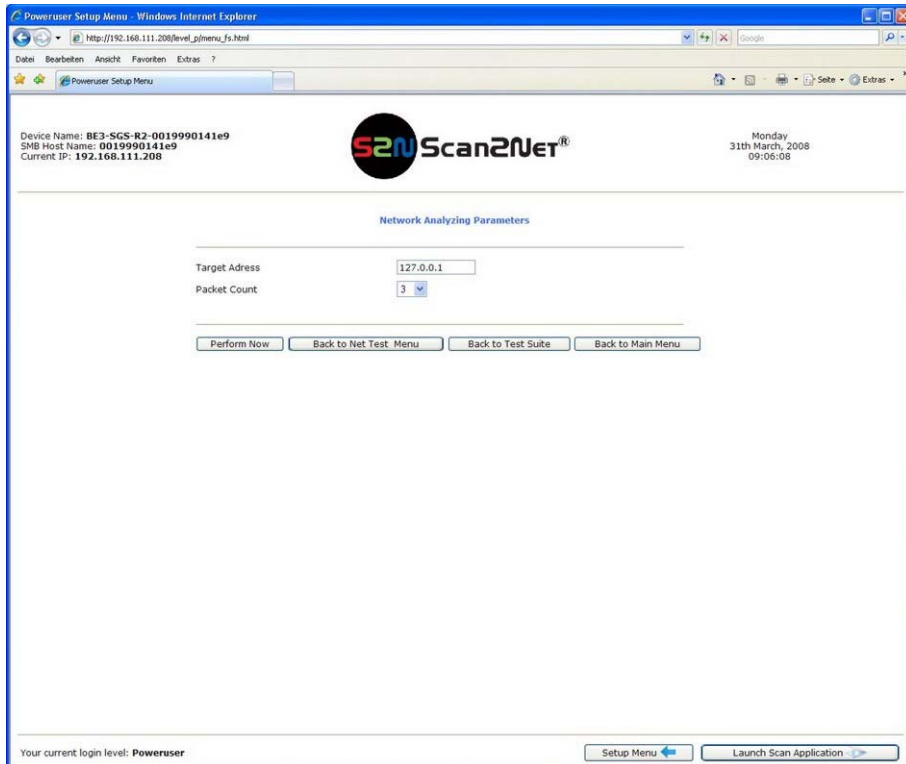 Poweruser Setup Menu - Windows Internet Explorer
http://192.168.111.208/level_p/menu_fs.html
Google
Datei Bearbeiten Ansicht Favoriten Extras ?
Poweruser Setup Menu
Seite
Extras
Device Name: BE3-SGS-R2-0019990141e9
SMB Host Name: 0019990141e9
Current IP: 192.168.111.208
S2N Scan2Net®
Monday
31th March, 2008
09:06:08
Network Analyzing Parameters
Target Adress 127.0.0.1
Packet Count 3
Perform Now Back to Net Test Menu Back to Test Suite Back to Main Menu
Your current login level: Poweruser
Setup Menu Launch Scan Application